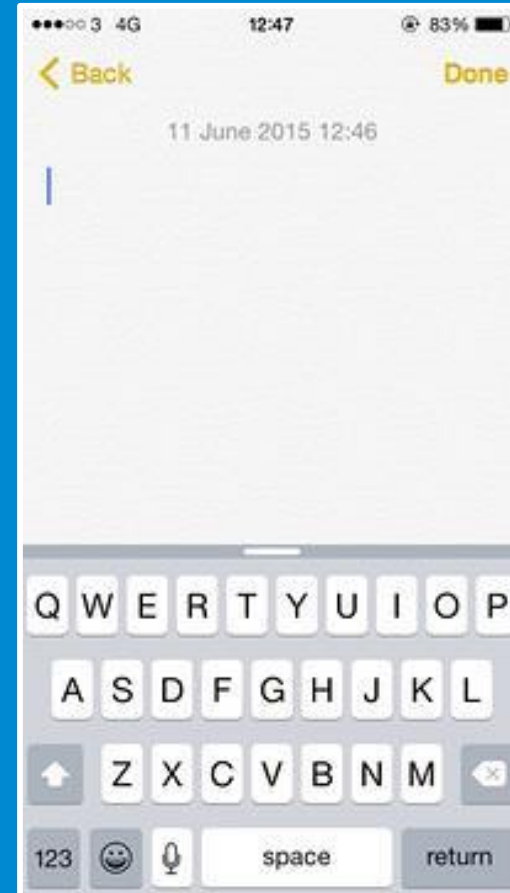 3 4G 12:47 83%
Back Done
11 June 2015 12:46
Q W E R T Y U I O P
A S D F G H J K L
Z X C V B N M
123 space return